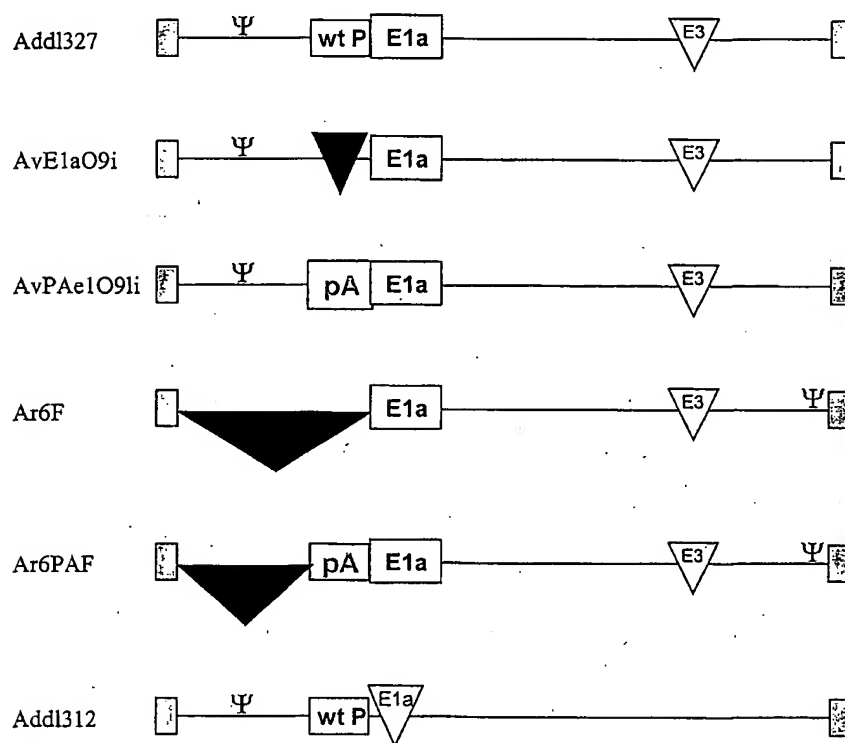 Addl327 Ψ wt P E1a E3
AvE1aO9i Ψ E1a E3
AvPAe1O9li Ψ pA E1a E3
Ar6F E1a E3 Ψ
Ar6PAF pA E1a E3 Ψ
Addl312 Ψ wt P E1a